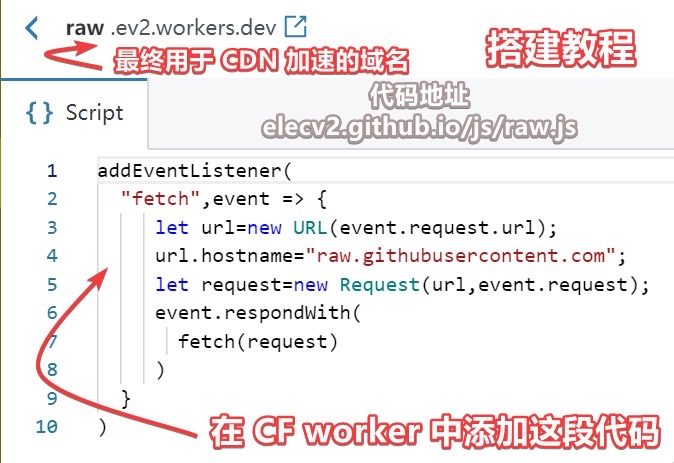 raw .ev2.workers.dev
搭建教程
最终用于 CDN 加速的域名
代码地址
elecv2.github.io/js/raw.js
{} Script
1 addEventListener(
2 "fetch",event => {
3 let url=new URL(event.request.url);
4 url.hostname="raw.githubusercontent.com";
5 let request=new Request(url,event.request);
6 event.respondWith(
7 fetch(request)
8 )
9 }
10 )
在 CF worker 中添加这段代码